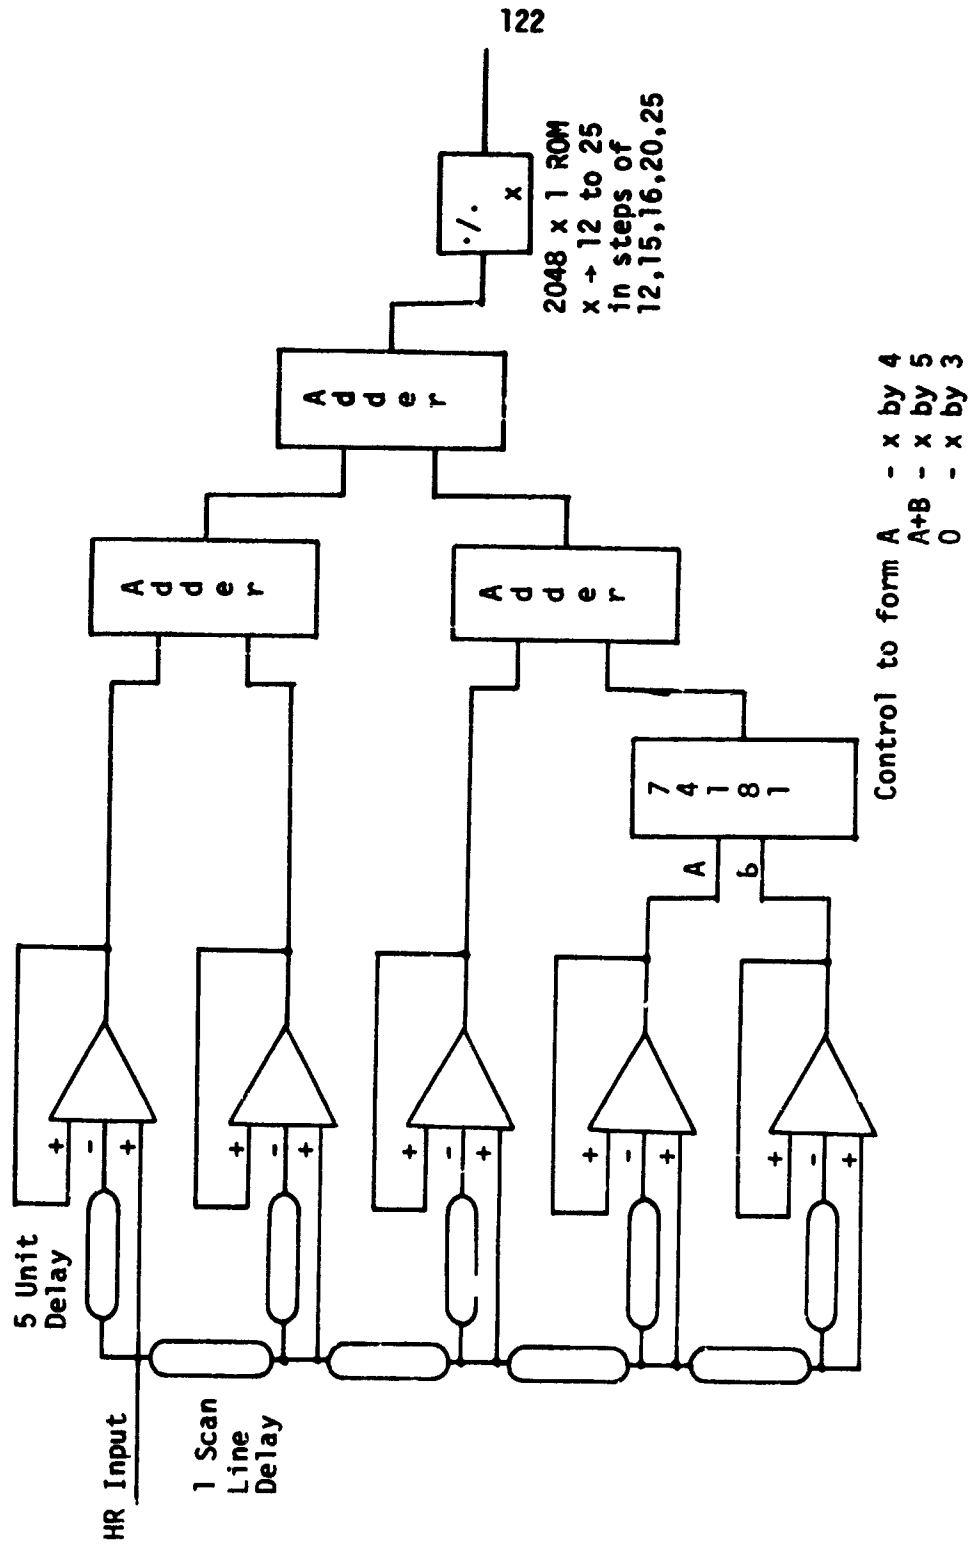 122
HR Input
5 Unit
Delay
1 Scan
Line
Delay
+
-
+
+
-
+
+
-
+
+
-
+
+
-
+
A
b
74181
Adder
Adder
Adder
·/·
x
2048 x 1 ROM
x → 12 to 25
in steps of
12,15,16,20,25
Control to form A - x by 4
A+B - x by 5
0 - x by 3